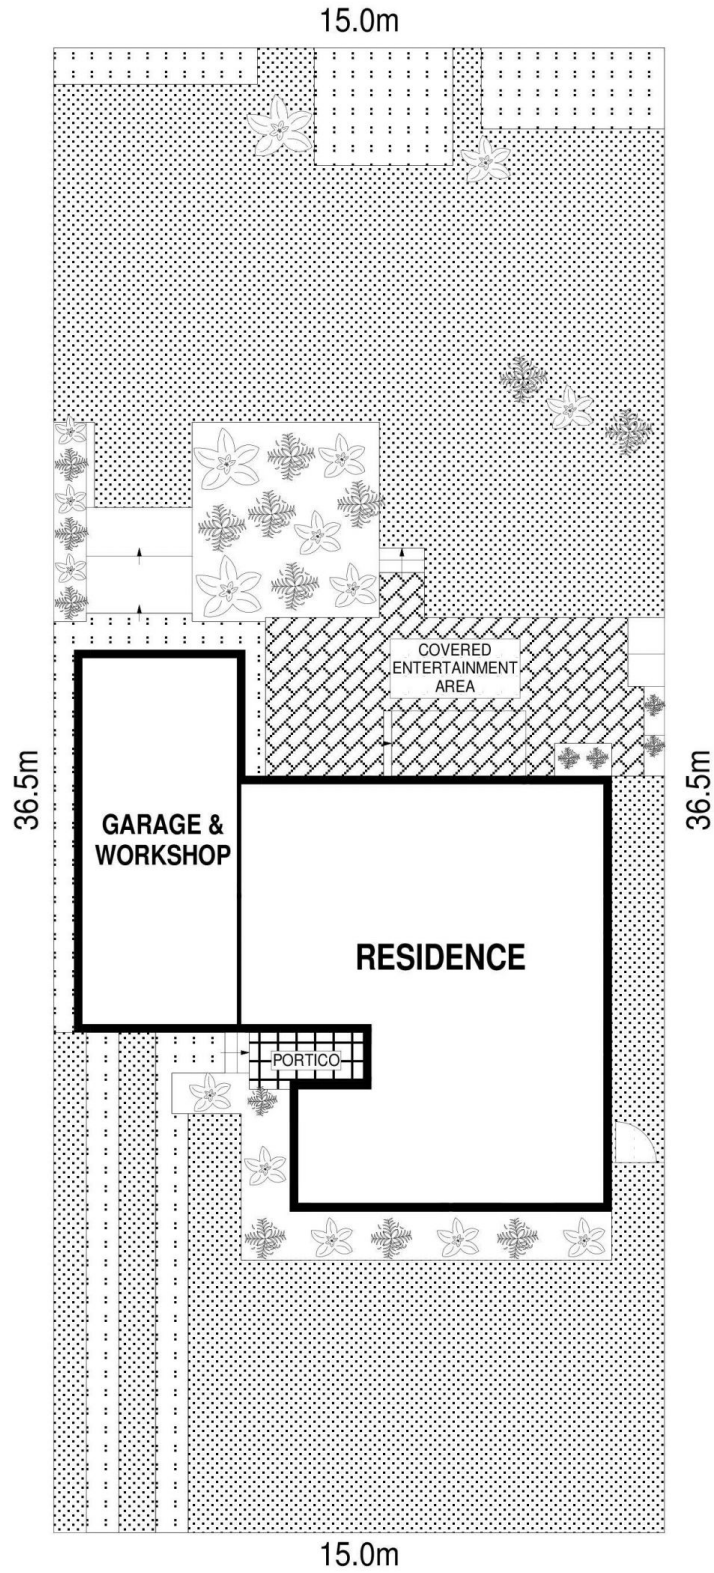 15.0m
COVERED
ENTERTAINMENT
AREA
36.5m
36.5m
GARAGE &
WORKSHOP
RESIDENCE
PORTICO
15.0m